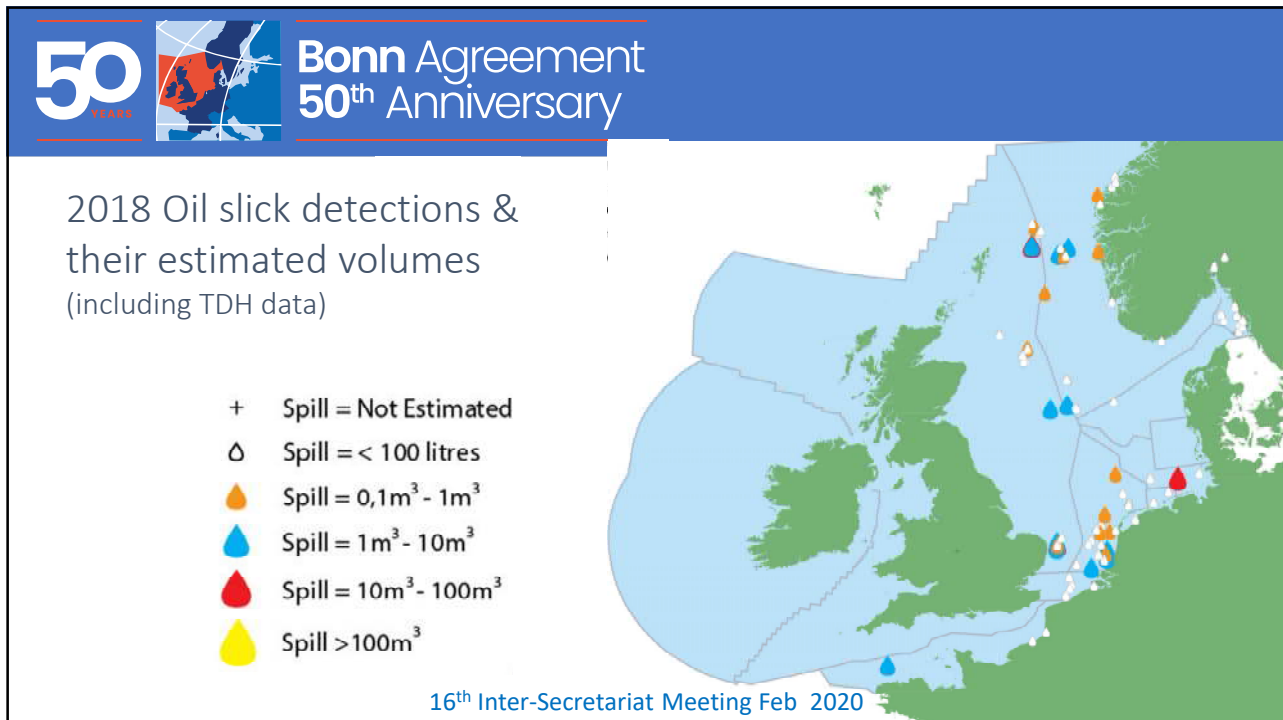 50
YEARS
Bonn Agreement
50th Anniversary
2018 Oil slick detections &
their estimated volumes
(including TDH data)
+ Spill = Not Estimated
Spill = < 100 litres
Spill = 0,1m³ - 1m³
Spill = 1m³ - 10m³
Spill = 10m³ - 100m³
Spill >100m³
16th Inter-Secretariat Meeting Feb 2020